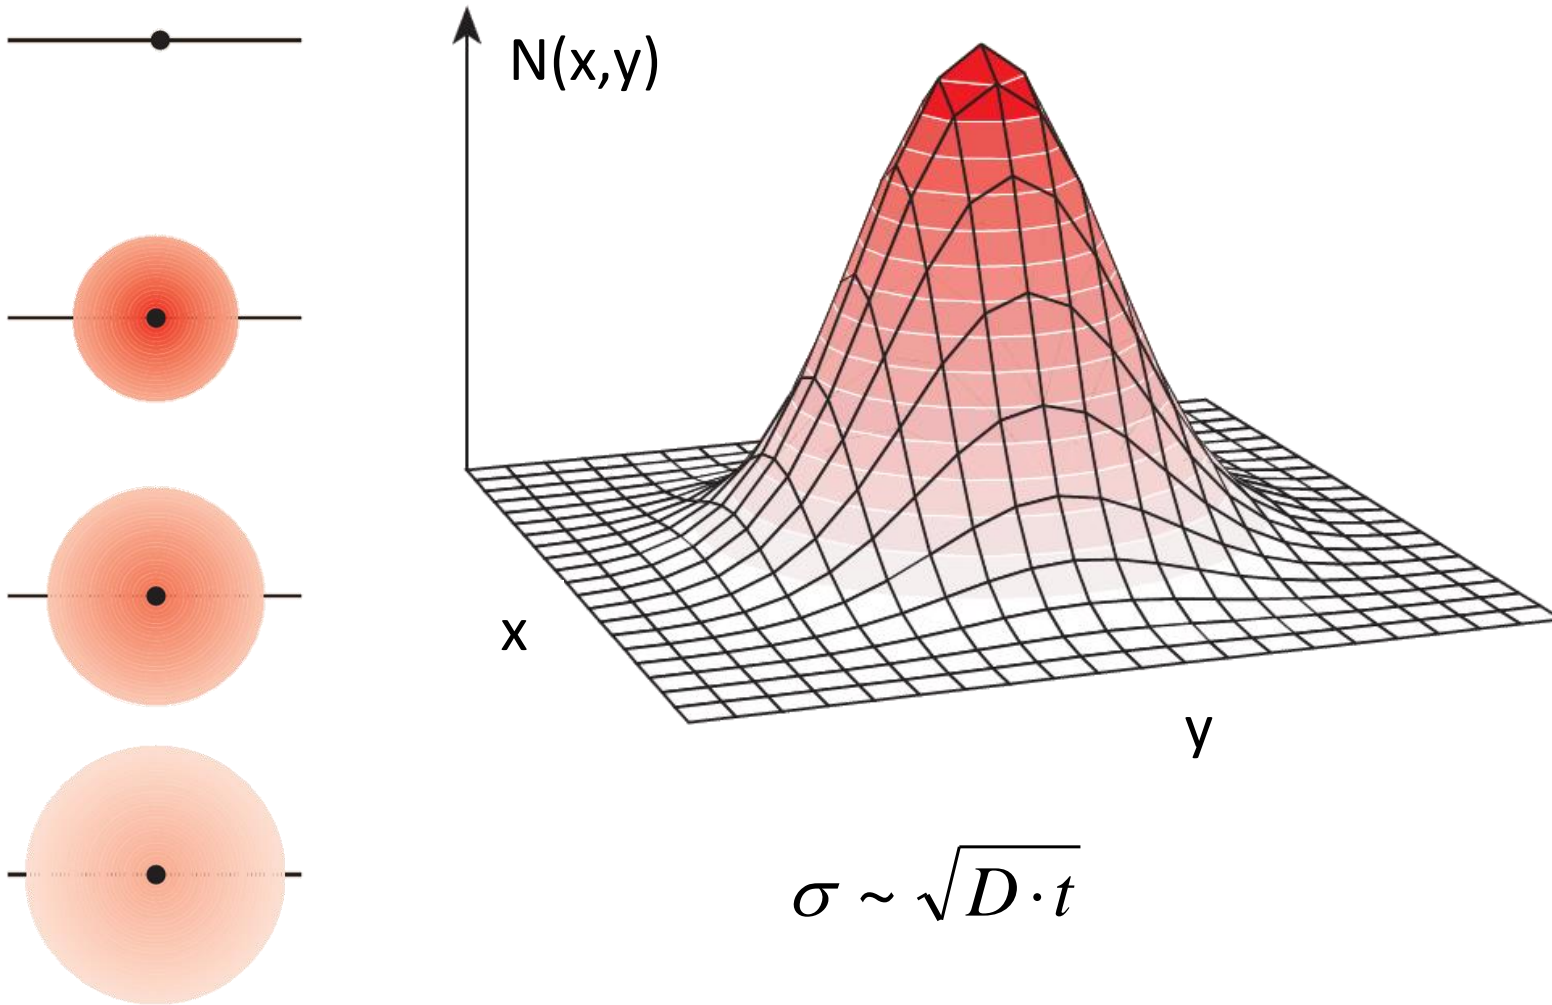 N(x,y)
x
y
σ ~ √D · t